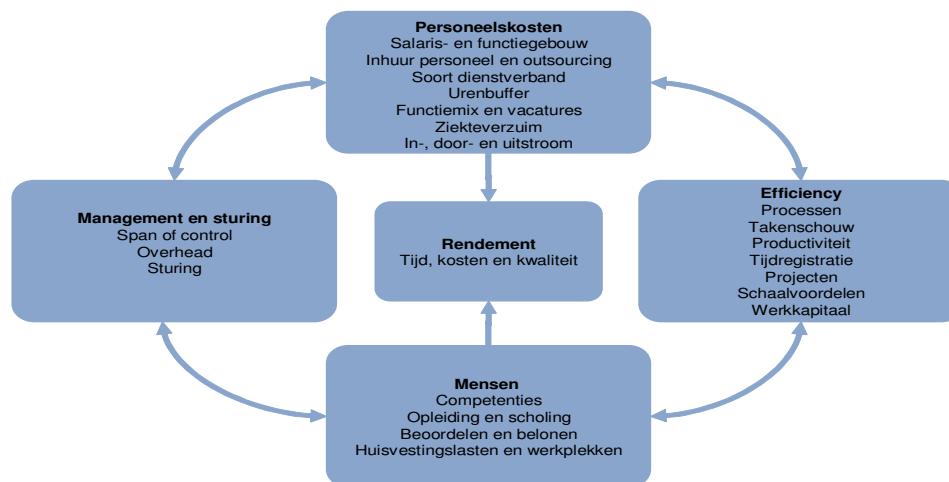 Personeelskosten
Salaris- en functiegebouw
Inhuur personeel en outsourcing
Soort dienstverband
Urenbuffer
Functiemix en vacatures
Ziekteverzuim
In-, door- en uitstroom
Management en sturing
Span of control
Overhead
Sturing
Rendement
Tijd, kosten en kwaliteit
Efficiency
Processen
Takenschouw
Productiviteit
Tijdregistratie
Projecten
Schaalvoordelen
Werkkapitaal
Mensen
Competenties
Opleiding en scholing
Beoordelen en belonen
Huisvestingslasten en werkplekken